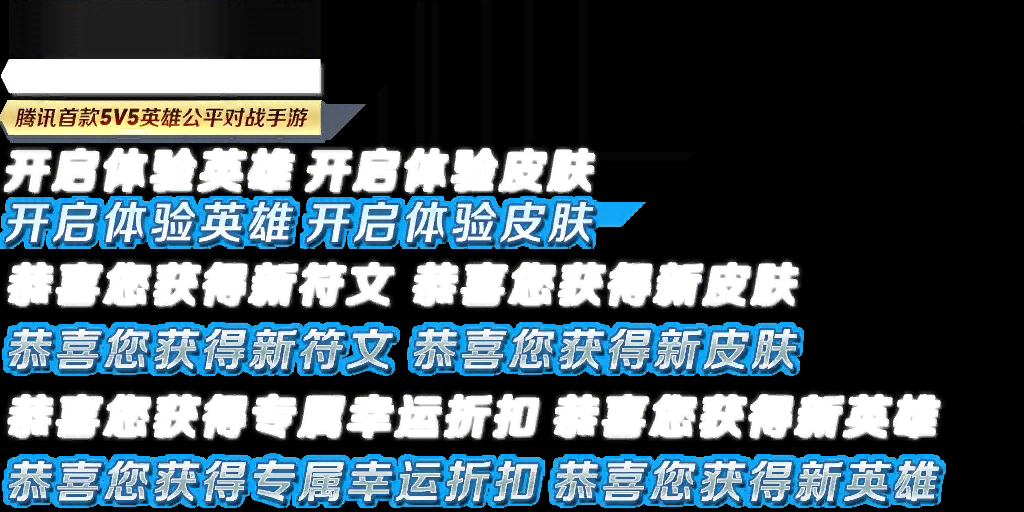 腾讯首款5V5英雄公平对战手游
开启体验英雄 开启体验皮肤
开启体验英雄 开启体验皮肤
恭喜您获得新符文 恭喜您获得新皮肤
恭喜您获得新符文 恭喜您获得新皮肤
恭喜您获得专属幸运折扣 恭喜您获得新英雄
恭喜您获得专属幸运折扣 恭喜您获得新英雄